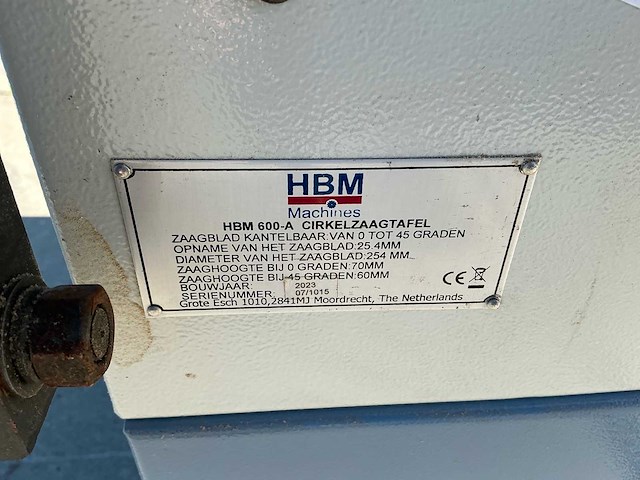 HBM
Machines
HBM 600-A CIRKELZAAGTAFEL
ZAAGBLAD KANTELBAAR:VAN 0 TOT 45 GRADEN
OPNAME VAN HET ZAAGBLAD:25.4MM
DIAMETER VAN HET ZAAGBLAD:254 MM
ZAAGHOOGTE BIJ 0 GRADEN:70MM
ZAAGHOOGTE BIJ 45 GRADEN:60MM
BOUWJAAR: 2023
SERIENUMMER: 07/1015
Grote Esch 1010,2841MJ Moordrecht, The Netherlands
CE